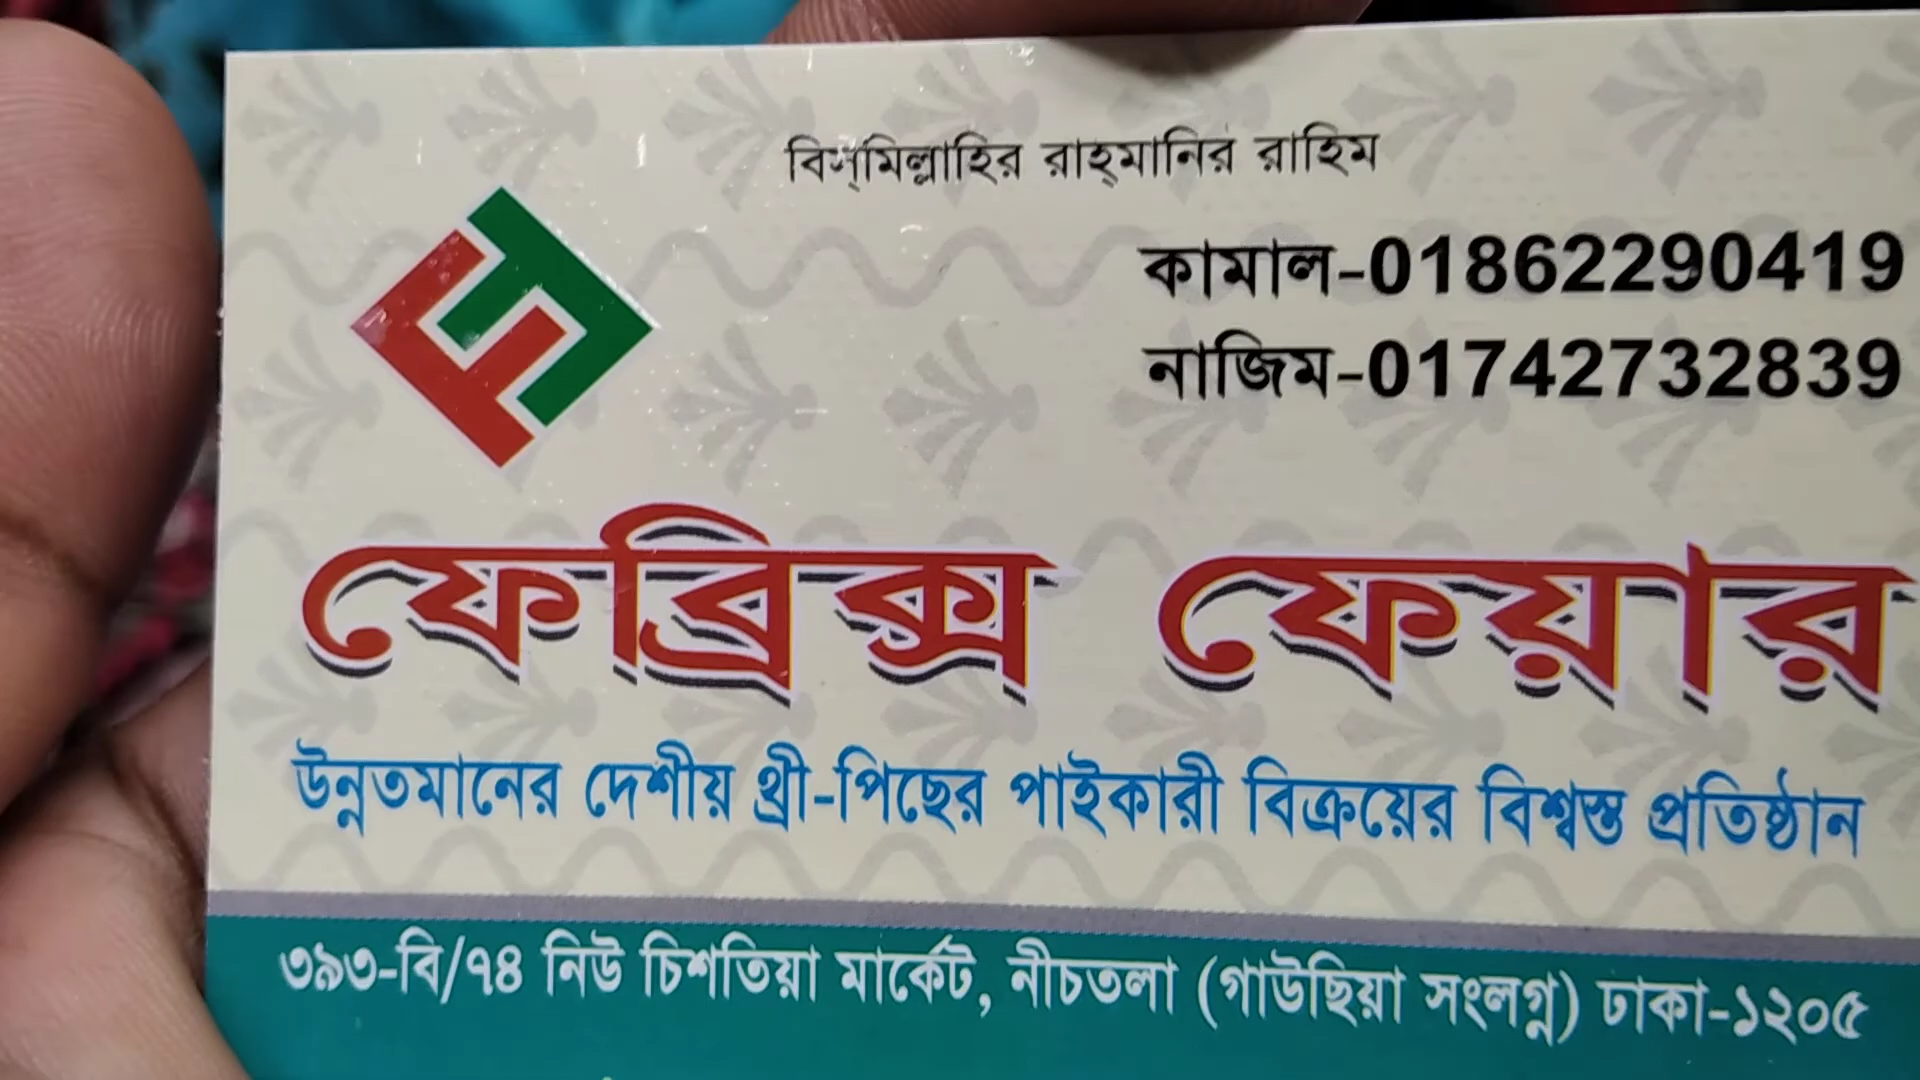 বিস্‌মিল্লাহির রাহ্‌মানির রাহিম
কামাল-01862290419
নাজিম-01742732839
ফেব্রিক্স ফেয়ার
উন্নতমানের দেশীয় থ্রী-পিছের পাইকারী বিক্রয়ের বিশ্বস্ত প্রতিষ্ঠান
৩৯৩-বি/৭৪ নিউ চিশতিয়া মার্কেট, নীচতলা (গাউছিয়া সংলগ্ন) ঢাকা-১২০৫